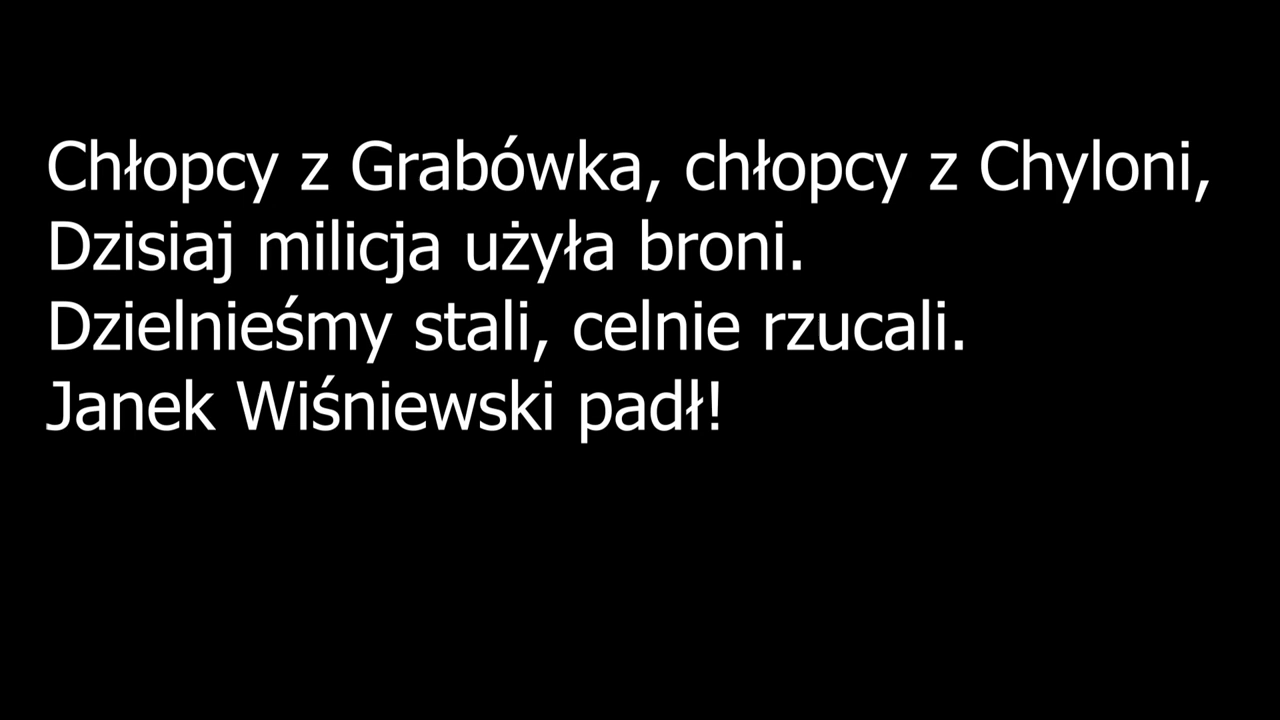 Chłopcy z Grabówka, chłopcy z Chyloni,
Dzisiaj milicja użyła broni.
Dzielnieśmy stali, celnie rzucali.
Janek Wiśniewski padł!